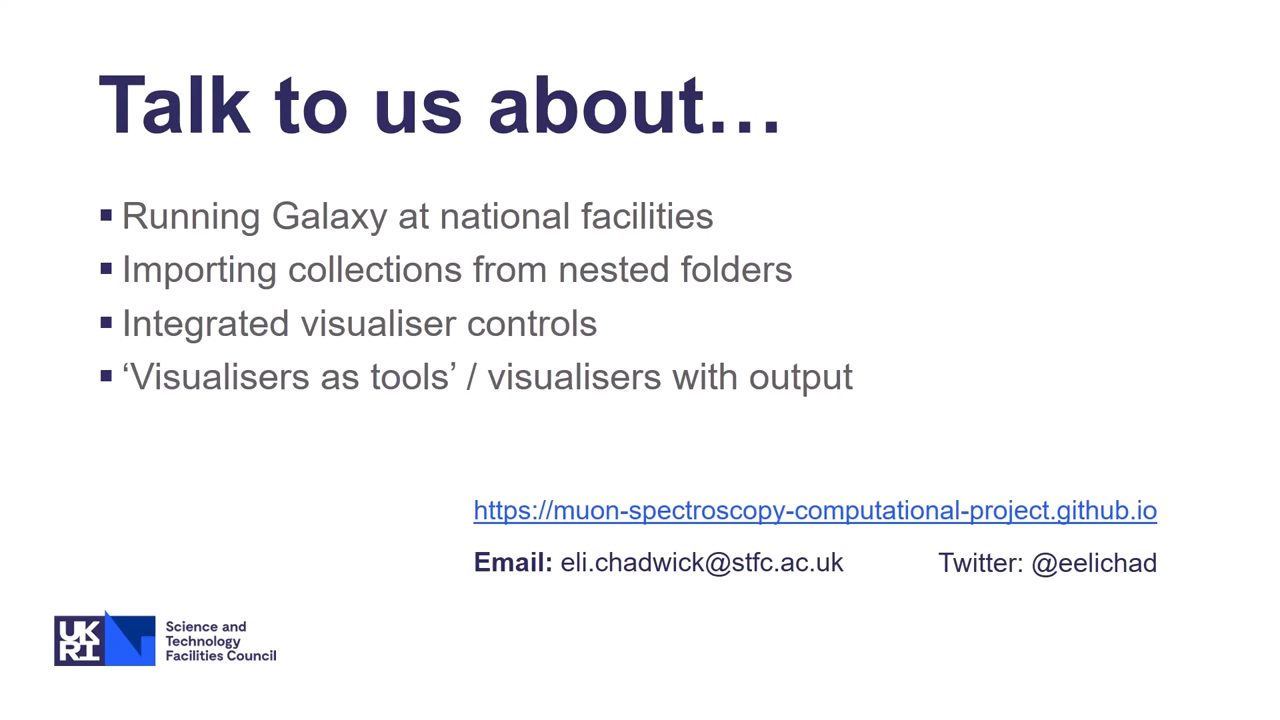 Talk to us about…
▪ Running Galaxy at national facilities
▪ Importing collections from nested folders
▪ Integrated visualiser controls
▪ ‘Visualisers as tools’ / visualisers with output
https://muon-spectroscopy-computational-project.github.io
Email: eli.chadwick@stfc.ac.uk Twitter: @eelichad
UK
RI
Science and
Technology
Facilities Council